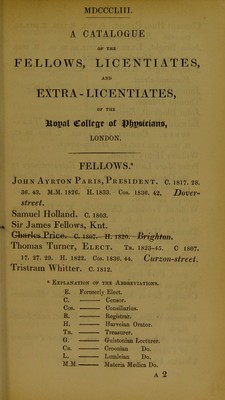 MDCCCLIII.
A CATALOGUE
OF THE
FELLOWS, LICENTIATES,
AND
EXTRA-LICENTIATES,
OF THE
Royal College of Physicians,
LONDON.
FELLOWS.*
JOHN AYRTON PARIS, PRESIDENT. C. 1817. 28.
36. 43. M.M. 1826. H. 1833. Con. 1836, 42. Dover-
street.
Samuel Holland. C. 1803.
Sir James Fellows, Knt.
Charles Price. C. 1807. H. 1820. Brighton.
Thomas Turner, ELECT. Tr. 1823-45. C 1807.
17. 27. 29. H. 1822. Con. 1836, 44. Curzon-street.
Tristram Whitter. C. 1812.
* EXPLANATION OF THE ABBREVIATIONS.
E. Formerly Elect.
C. —— Censor.
Con. —— Consiliarius.
R. —— Registrar.
H. —— Harveian Orator.
Tr. —— Treasurer.
G. —— Gulstonian Lecturer.
Cr. —— Croonian Do.
L. —— Lumleian Do.
M.M. —— Materia Medica Do.
A 2